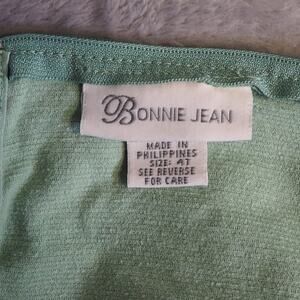 BONNIE JEAN
MADE IN
PHILIPPINES
SIZE: 4T
SEE REVERSE
FOR CARE